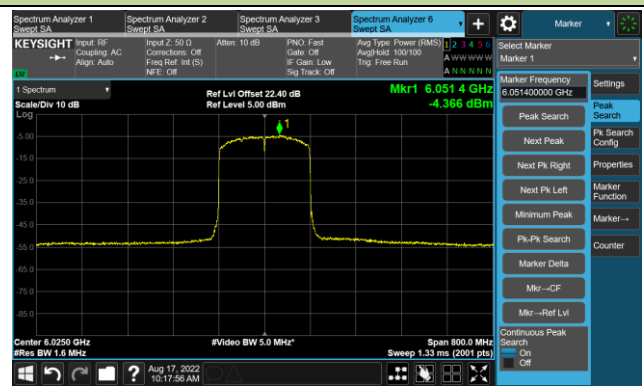 Spectrum Analyzer 1
Swept SA
Spectrum Analyzer 2
Swept SA
Spectrum Analyzer 3
Swept SA
Spectrum Analyzer 6
Swept SA
Marker
KEYSIGHT
Input: RF
Coupling: AC
Align: Auto
Input Z: 50 Ω
Corrections: Off
Freq Ref: Int (S)
NFE: Off
Atten: 10 dB
PNO: Fast
Gate: Off
IF Gain: Low
Sig Track: Off
Avg Type: Power (RMS)
Avg|Hold: 100/100
Trig: Free Run
1 2 3 4 5 6
A W W W W W
A N N N N N
Select Marker
Marker 1
1 Spectrum
Scale/Div 10 dB
Log
Ref Lvl Offset 22.40 dB
Ref Level 5.00 dBm
Mkr1 6.051 4 GHz
-4.366 dBm
1
-5.00
-15.0
-25.0
-35.0
-45.0
-55.0
-65.0
-75.0
-85.0
Center 6.0250 GHz
#Res BW 1.6 MHz
#Video BW 5.0 MHz*
Span 800.0 MHz
Sweep 1.33 ms (2001 pts)
Marker Frequency
6.051400000 GHz
Peak Search
Next Peak
Next Pk Right
Next Pk Left
Minimum Peak
Pk-Pk Search
Marker Delta
Mkr→CF
Mkr→Ref Lvl
Continuous Peak
Search
On
Off
Settings
Peak
Search
Pk Search
Config
Properties
Marker
Function
Marker→
Counter
Aug 17, 2022
10:17:56 AM